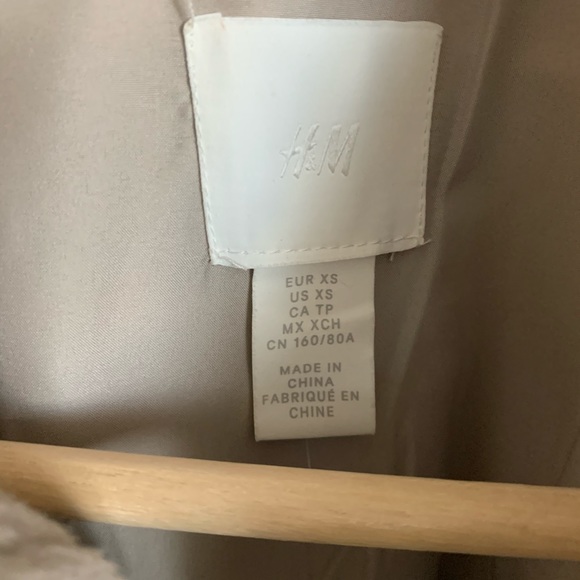 H&M
EUR XS
US XS
CA TP
MX XCH
CN 160/80A
MADE IN
CHINA
FABRIQUÉ EN
CHINE